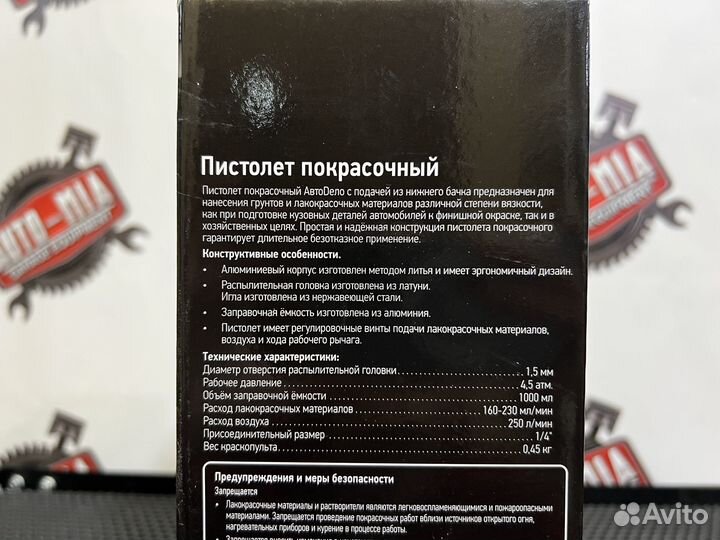 Пистолет покрасочный
Пистолет покрасочный АвтоDело с подачей из нижнего бачка предназначен для
нанесения грунтов и лакокрасочных материалов различной степени вязкости,
как при подготовке кузовных деталей автомобилей к финишной окраске, так и в
хозяйственных целях. Простая и надёжная конструкция пистолета покрасочного
гарантирует длительное безотказное применение.
Конструктивные особенности.
• Алюминиевый корпус изготовлен методом литья и имеет эргономичный дизайн.
• Распылительная головка изготовлена из латуни.
Игла изготовлена из нержавеющей стали.
• Заправочная ёмкость изготовлена из алюминия.
• Пистолет имеет регулировочные винты подачи лакокрасочных материалов,
воздуха и хода рабочего рычага.
Технические характеристики:
Диаметр отверстия распылительной головки 1,5 мм
Рабочее давление 4,5 атм.
Объём заправочной ёмкости 1000 мл
Расход лакокрасочных материалов 160-230 мл/мин
Расход воздуха 250 л/мин
Присоединительный размер 1/4"
Вес краскопульта 0,45 кг
Предупреждения и меры безопасности
Запрещается
• Лакокрасочные материалы и растворители являются легковоспламеняющимися и пожароопасными
материалами. Запрещается проведение покрасочных работ вблизи источников открытого огня,
нагревательных приборов и курение в процессе работы.
AUTO-MIA
Avito